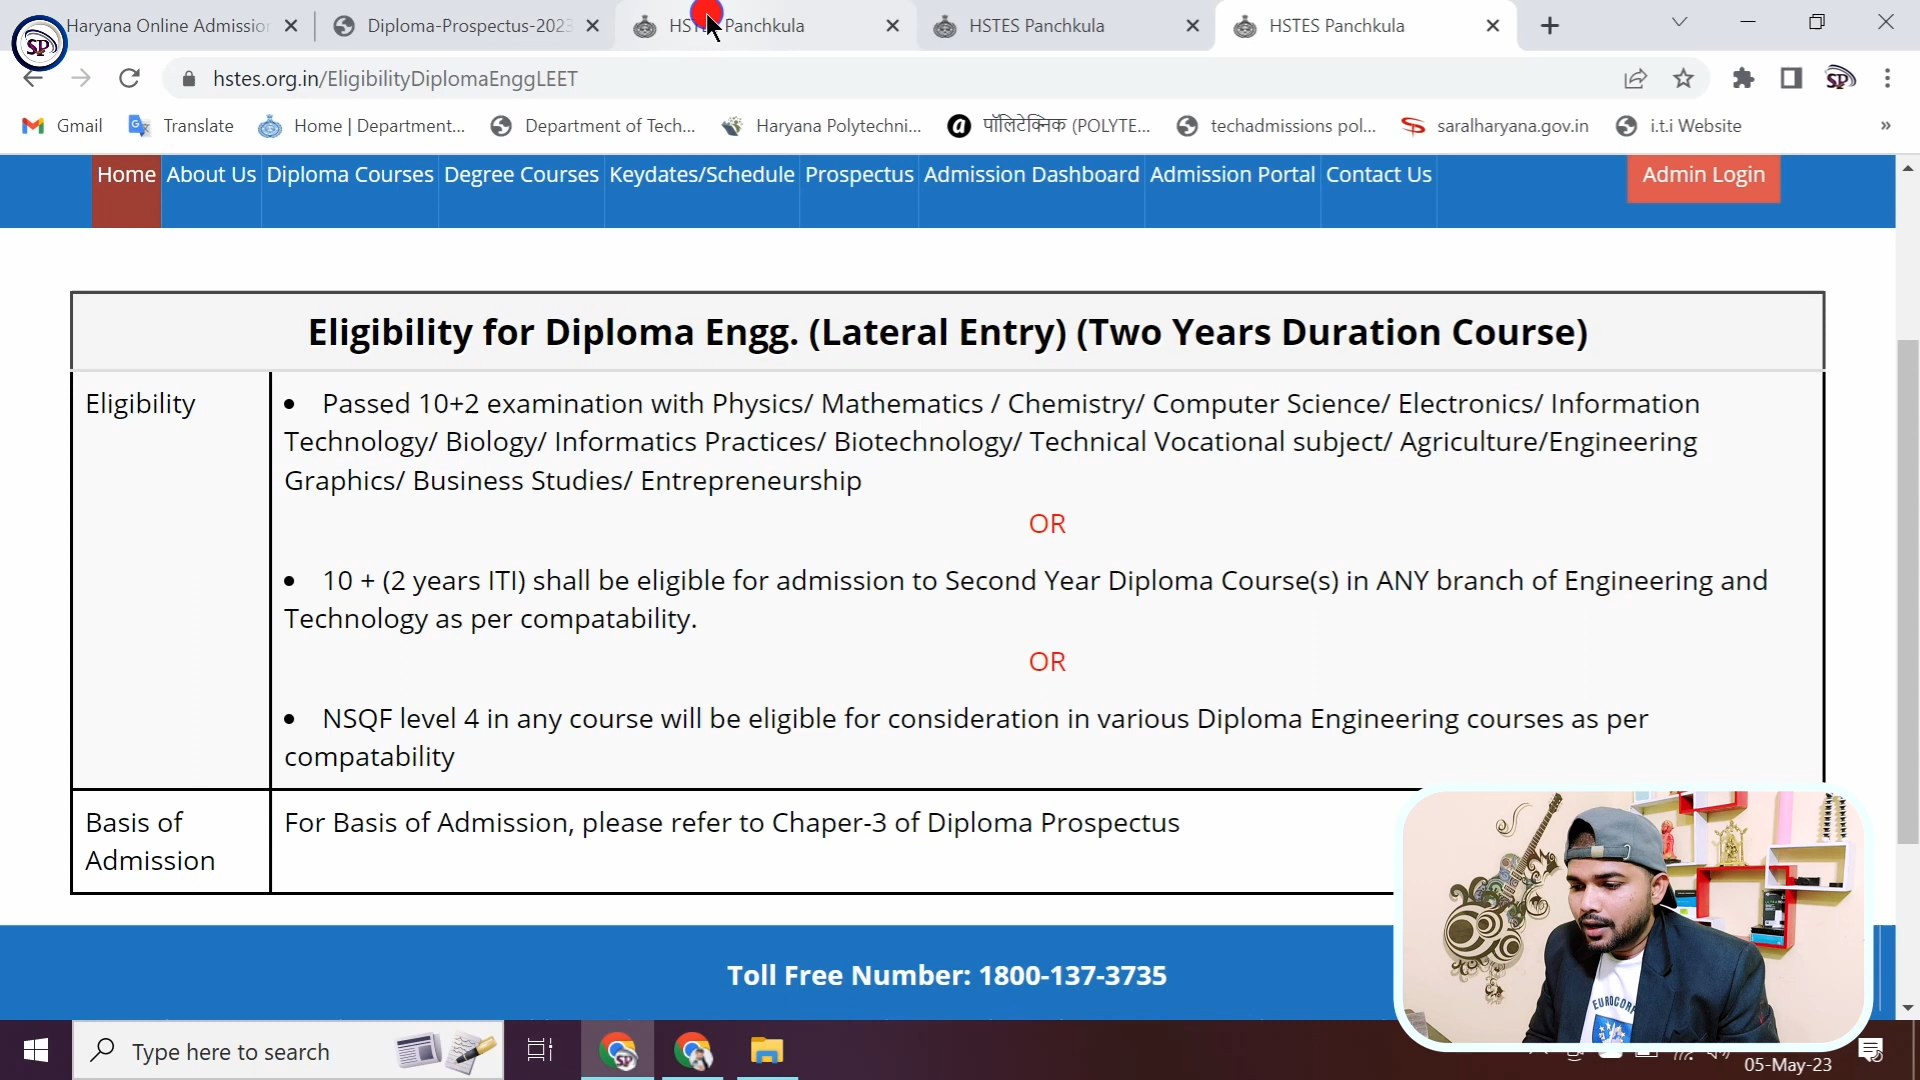 Haryana Online Admission
Diploma-Prospectus-2023
HSTES Panchkula
HSTES Panchkula
HSTES Panchkula
SP
hstes.org.in/EligibilityDiplomaEnggLEET
SP
Gmail
Translate
Home | Department...
Department of Tech...
Haryana Polytechni...
पॉलिटेक्निक (POLYTE...
techadmissions pol...
saralharyana.gov.in
i.t.i Website
»
Home
About Us
Diploma Courses
Degree Courses
Keydates/Schedule
Prospectus
Admission Dashboard
Admission Portal
Contact Us
Admin Login
Eligibility for Diploma Engg. (Lateral Entry) (Two Years Duration Course)
Eligibility
• Passed 10+2 examination with Physics/ Mathematics / Chemistry/ Computer Science/ Electronics/ Information
Technology/ Biology/ Informatics Practices/ Biotechnology/ Technical Vocational subject/ Agriculture/Engineering
Graphics/ Business Studies/ Entrepreneurship
OR
• 10 + (2 years ITI) shall be eligible for admission to Second Year Diploma Course(s) in ANY branch of Engineering and
Technology as per compatability.
OR
• NSQF level 4 in any course will be eligible for consideration in various Diploma Engineering courses as per
compatability
Basis of
Admission
For Basis of Admission, please refer to Chaper-3 of Diploma Prospectus
Toll Free Number: 1800-137-3735
EUROCOR
Type here to search
05-May-23